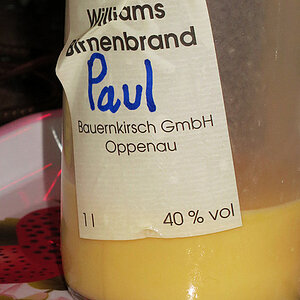 Williams
Birnenbrand
Paul
Bauernkirsch GmbH
Oppenau
1 l 40 % vol